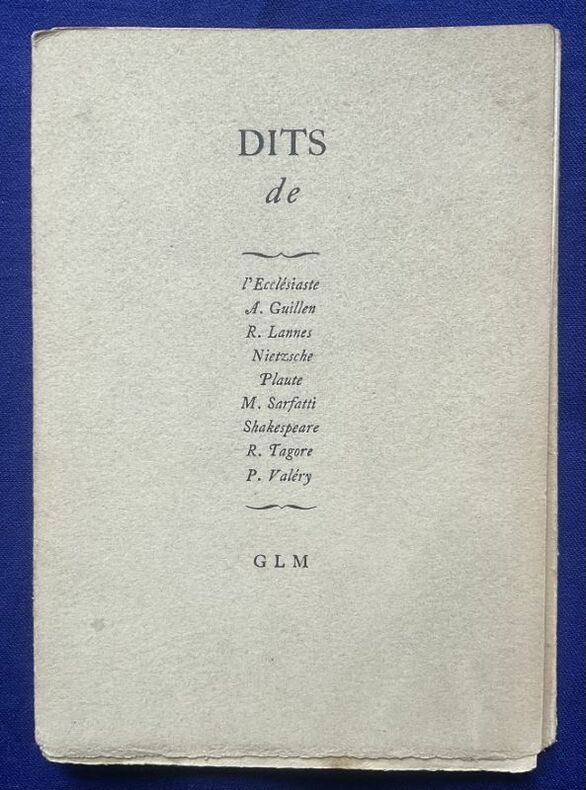 DITS
de
l'Ecclésiaste
A. Guillen
R. Lannes
Nietzsche
Plaute
M. Sarfatti
Shakespeare
R. Tagore
P. Valéry
GLM